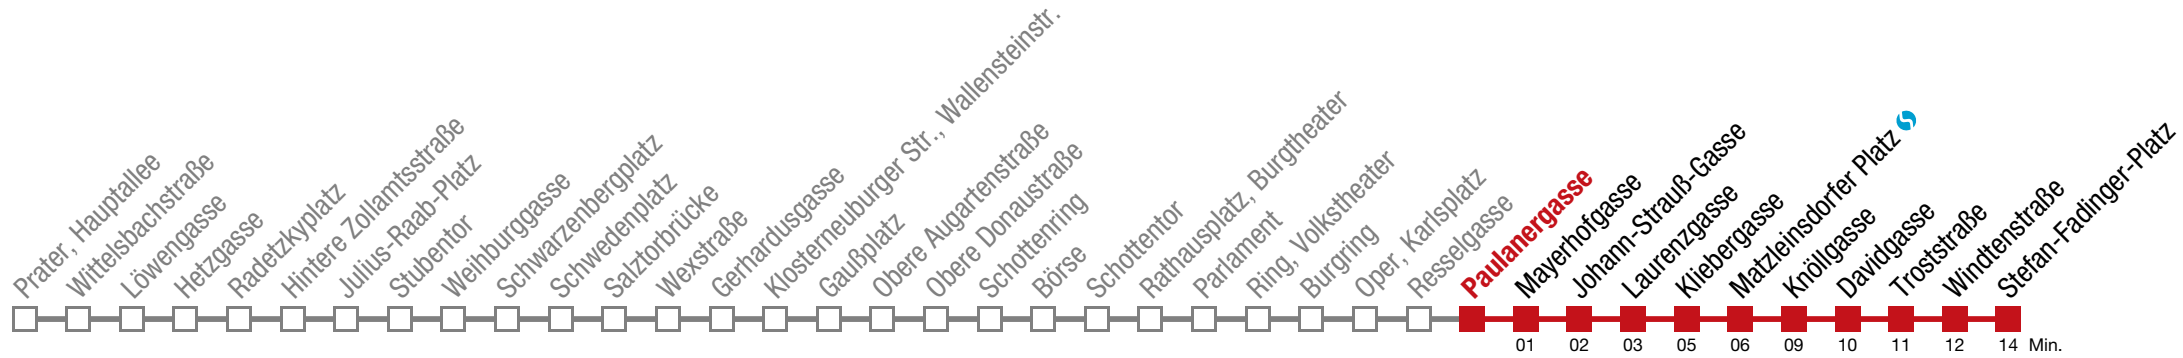 Prater, Hauptallee
Wittelsbachstraße
Löwengasse
Hetzgasse
Radetzkyplatz
Hintere Zollamtsstraße
Julius-Raab-Platz
Stubentor
Weihburggasse
Schwarzenbergplatz
Schwedenplatz
Salztorbrücke
Wexstraße
Gerhardusgasse
Klosterneuburger Str., Wallensteinstr.
Gaußplatz
Obere Augartenstraße
Obere Donaustraße
Schottenring
Börse
Schottentor
Rathausplatz, Burgtheater
Parlament
Ring, Volkstheater
Burgring
Oper, Karlsplatz
Resselgasse
Paulanergasse
Mayerhofgasse
Johann-Strauß-Gasse
Laurenzgasse
Kliebergasse
Matzleinsdorfer Platz
Knöllgasse
Davidgasse
Troststraße
Windtenstraße
Stefan-Fadinger-Platz
01 02 03 05 06 09 10 11 12 14 Min.